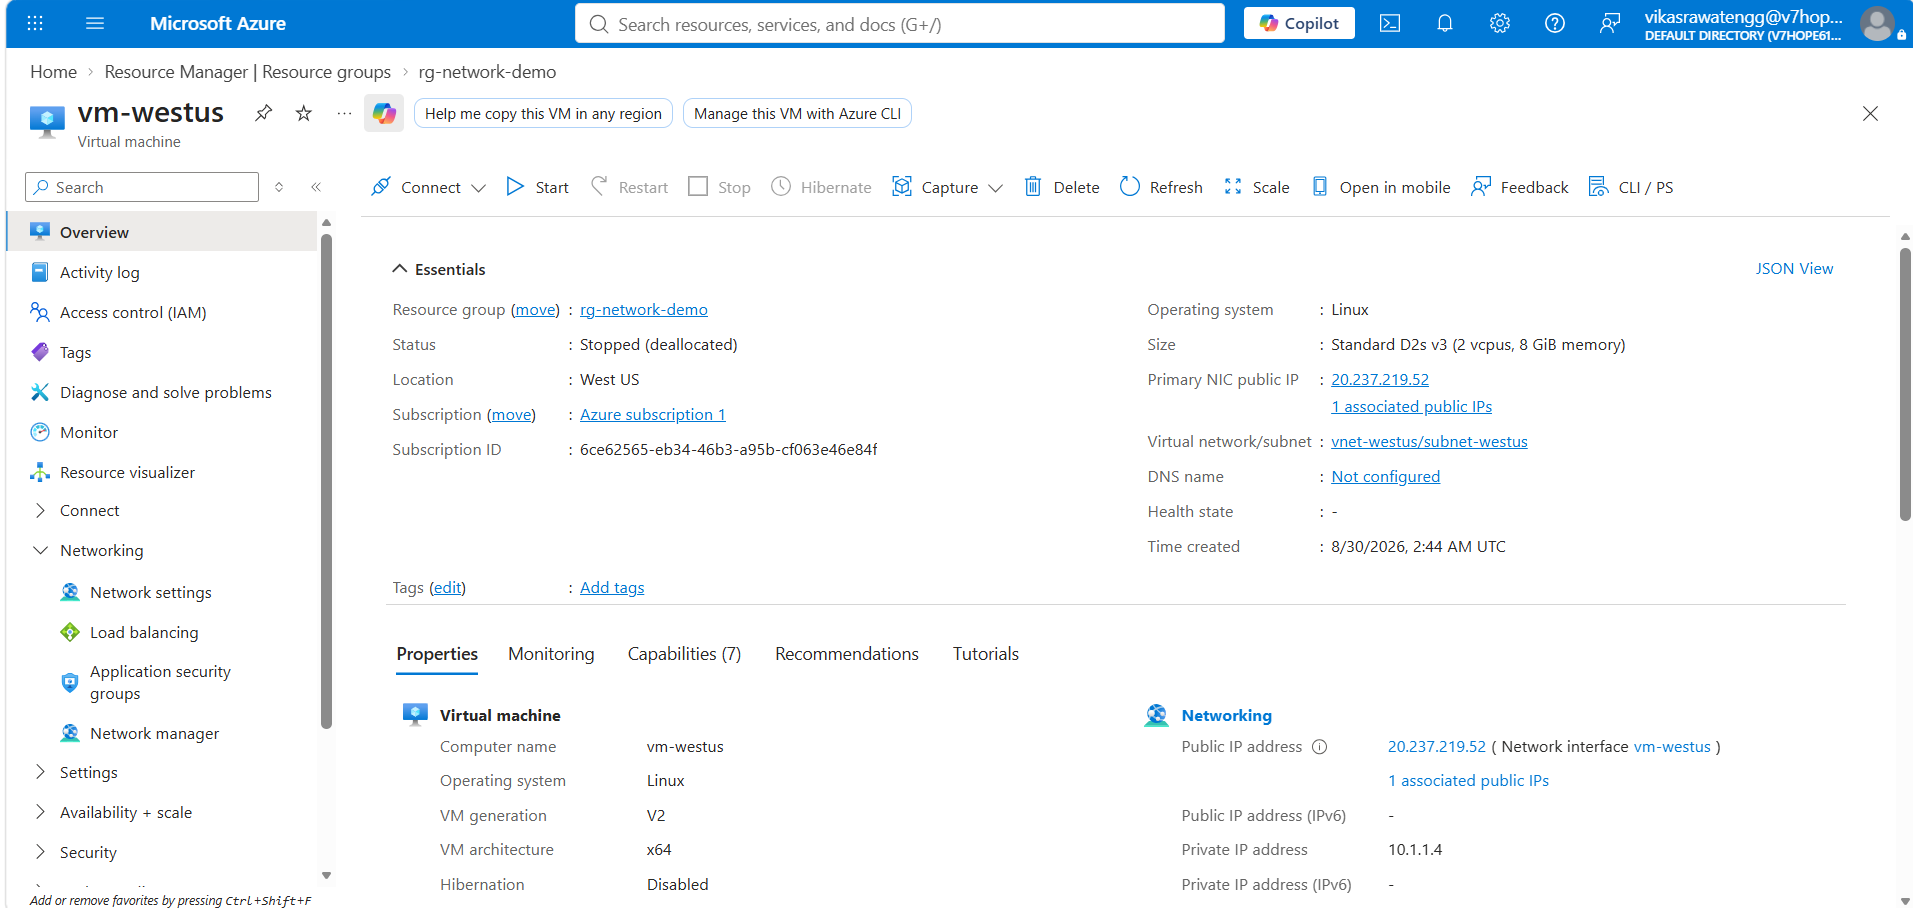 Microsoft Azure
Search resources, services, and docs (G+/)
Copilot
vikasrawatengg@v7hop...
DEFAULT DIRECTORY (V7HOPE61...
Home > Resource Manager | Resource groups > rg-network-demo
vm-westus
Virtual machine
Help me copy this VM in any region
Manage this VM with Azure CLI
Search
Connect
Start
Restart
Stop
Hibernate
Capture
Delete
Refresh
Scale
Open in mobile
Feedback
CLI / PS
Overview
Activity log
Access control (IAM)
Tags
Diagnose and solve problems
Monitor
Resource visualizer
Connect
Networking
Network settings
Load balancing
Application security
groups
Network manager
Settings
Availability + scale
Security
Add or remove favorites by pressing Ctrl+Shift+F
Essentials
JSON View
Resource group (move) : rg-network-demo
Status : Stopped (deallocated)
Location : West US
Subscription (move) : Azure subscription 1
Subscription ID : 6ce62565-eb34-46b3-a95b-cf063e46e84f
Operating system : Linux
Size : Standard D2s v3 (2 vcpus, 8 GiB memory)
Primary NIC public IP : 20.237.219.52
1 associated public IPs
Virtual network/subnet : vnet-westus/subnet-westus
DNS name : Not configured
Health state : -
Time created : 8/30/2026, 2:44 AM UTC
Tags (edit) : Add tags
Properties
Monitoring
Capabilities (7)
Recommendations
Tutorials
Virtual machine
Computer name vm-westus
Operating system Linux
VM generation V2
VM architecture x64
Hibernation Disabled
Networking
Public IP address 20.237.219.52 ( Network interface vm-westus )
1 associated public IPs
Public IP address (IPv6) -
Private IP address 10.1.1.4
Private IP address (IPv6) -